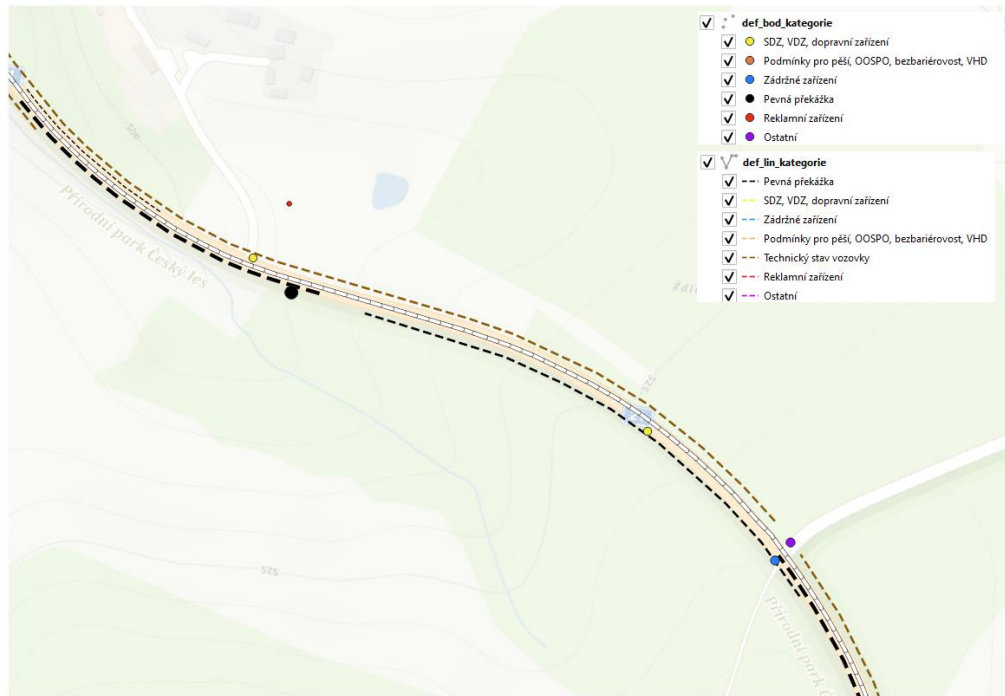 def_bod_kategorie
SDZ, VDZ, dopravní zařízení
Podmínky pro pěší, OOSPO, bezbariérovost, VHD
Zádržné zařízení
Pevná překážka
Reklamní zařízení
Ostatní
def_lin_kategorie
Pevná překážka
SDZ, VDZ, dopravní zařízení
Zádržné zařízení
Podmínky pro pěší, OOSPO, bezbariérovost, VHD
Technický stav vozovky
Reklamní zařízení
Ostatní
500
Přírodní park Český les
525
525
Přírodní park